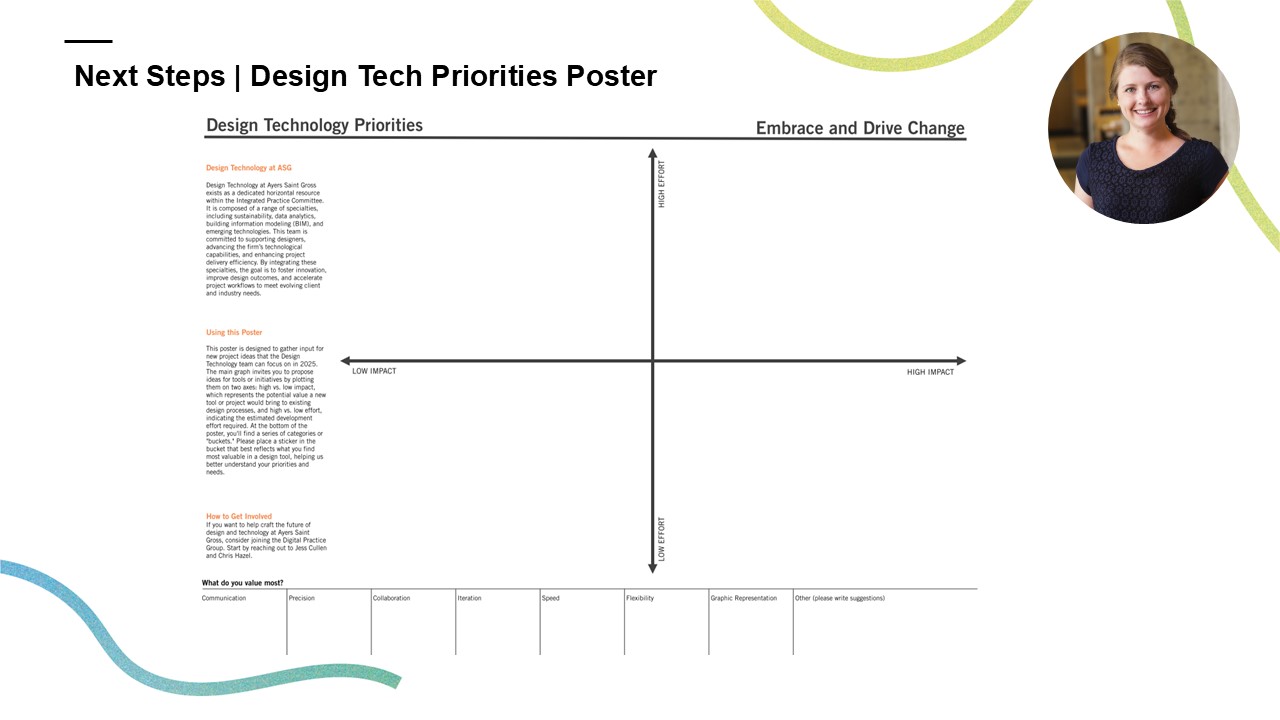 Next Steps | Design Tech Priorities Poster
Design Technology Priorities
Embrace and Drive Change
Design Technology at ASG
Design Technology at Ayers Saint Gross
exists as a dedicated horizontal resource
within the Integrated Practice Committee.
It is composed of a range of specialties,
including sustainability, data analytics,
building information modeling (BIM), and
emerging technologies. This team is
committed to supporting designers,
advancing the firm's technological
capabilities, and enhancing project
delivery efficiency. By integrating these
specialties, the goal is to foster innovation,
improve design outcomes, and accelerate
project workflows to meet evolving client
and industry needs.
Using this Poster
This poster is designed to gather input for
new project ideas that the Design
Technology team can focus on in 2025.
The main graph invites you to propose
ideas for tools or initiatives by plotting
them on two axes: high vs. low impact,
which represents the potential value a new
tool or project would bring to existing
design processes, and high vs. low effort,
indicating the estimated development
effort required. At the bottom of the
poster, you'll find a series of categories or
"buckets." Please place a sticker in the
bucket that best reflects what you find
most valuable in a design tool, helping us
better understand your priorities and
needs.
How to Get Involved
If you want to help craft the future of
design and technology at Ayers Saint
Gross, consider joining the Digital Practice
Group. Start by reaching out to Jess Cullen
and Chris Hazel.
HIGH EFFORT
LOW IMPACT
HIGH IMPACT
LOW EFFORT
What do you value most?
Communication
Precision
Collaboration
Iteration
Speed
Flexibility
Graphic Representation
Other (please write suggestions)